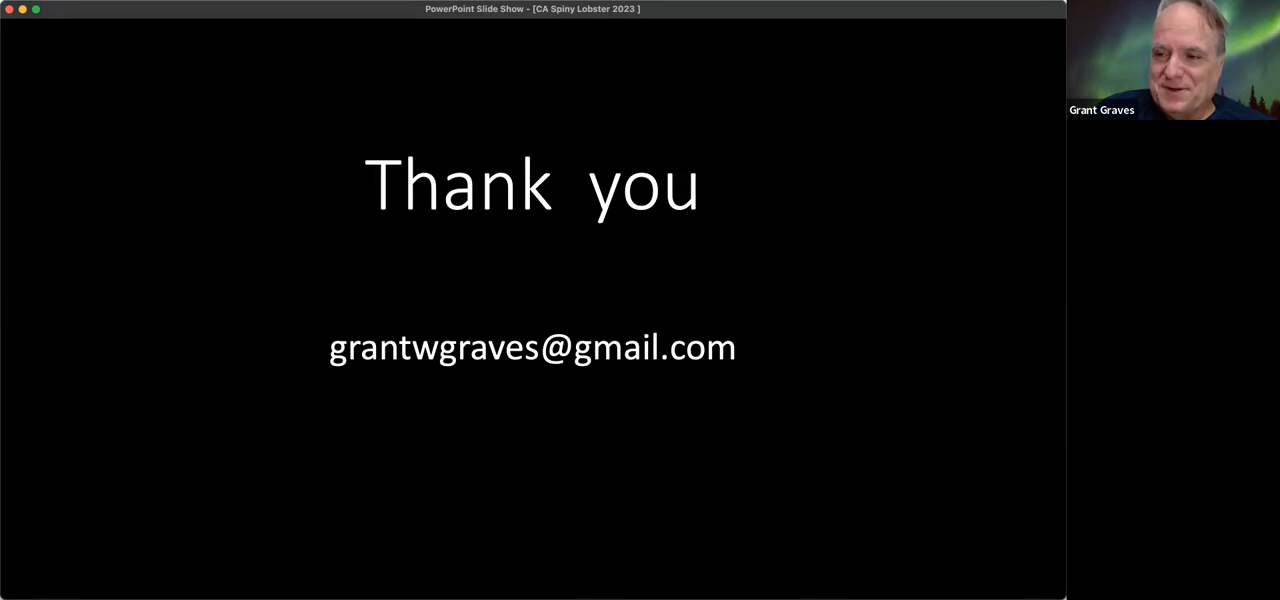 PowerPoint Slide Show - [CA Spiny Lobster 2023 ]
Grant Graves
Thank you
grantwgraves@gmail.com